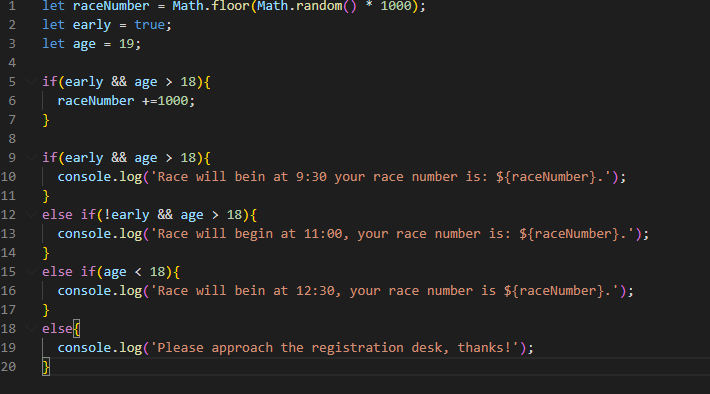 1 let raceNumber = Math.floor(Math.random() * 1000);
2 let early = true;
3 let age = 19;
4
5 if(early && age > 18){
6   raceNumber +=1000;
7 }
8
9 if(early && age > 18){
10   console.log('Race will bein at 9:30 your race number is: ${raceNumber}.');
11 }
12 else if(!early && age > 18){
13   console.log('Race will begin at 11:00, your race number is: ${raceNumber}.');
14 }
15 else if(age < 18){
16   console.log('Race will bein at 12:30, your race number is ${raceNumber}.');
17 }
18 else{
19   console.log('Please approach the registration desk, thanks!');
20 }